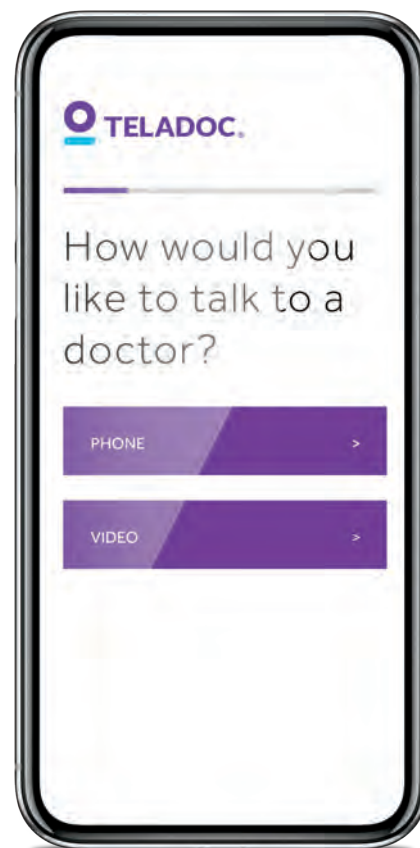 TELADOC®
How would you
like to talk to a
doctor?
PHONE >
VIDEO >